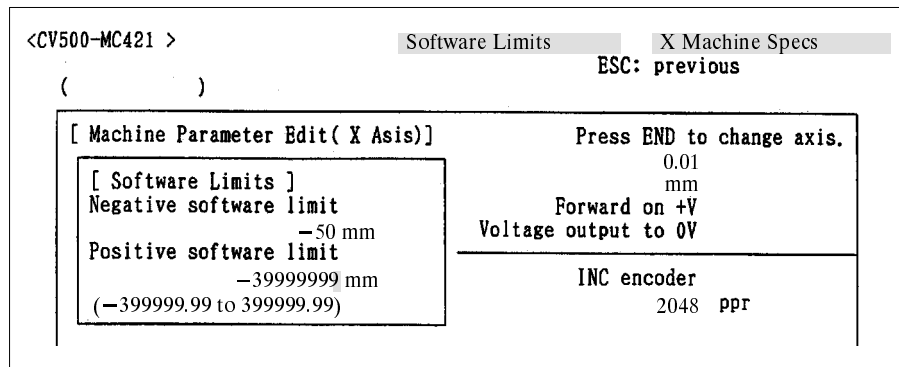 <CV500-MC421 >
Software Limits
X Machine Specs
ESC: previous
( )
[ Machine Parameter Edit( X Asis)]
Press END to change axis.
[ Software Limits ]
Negative software limit
−50 mm
Positive software limit
−39999999 mm
(−399999.99 to 399999.99)
0.01
mm
Forward on +V
Voltage output to 0V
INC encoder
2048 ppr